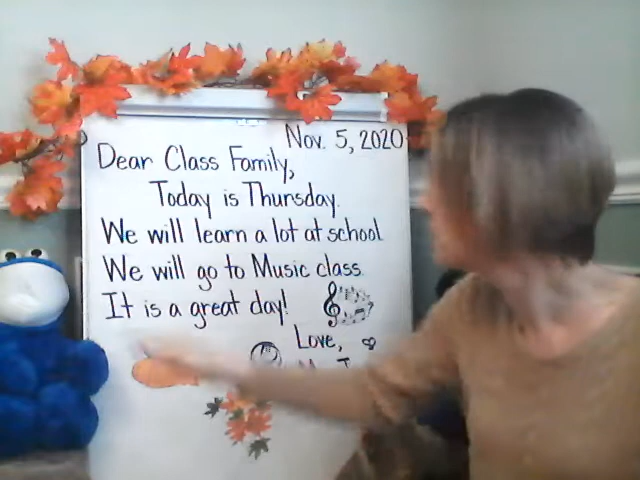 Nov. 5, 2020
Dear Class Family,
Today is Thursday.
We will learn a lot at school
We will go to Music class
It is a great day!
Love,